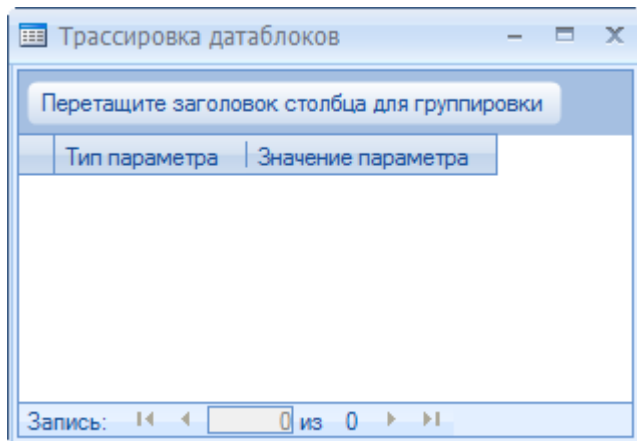 Трассировка датаблоков
Перетащите заголовок столбца для группировки
Тип параметра Значение параметра
Запись: 0 из 0